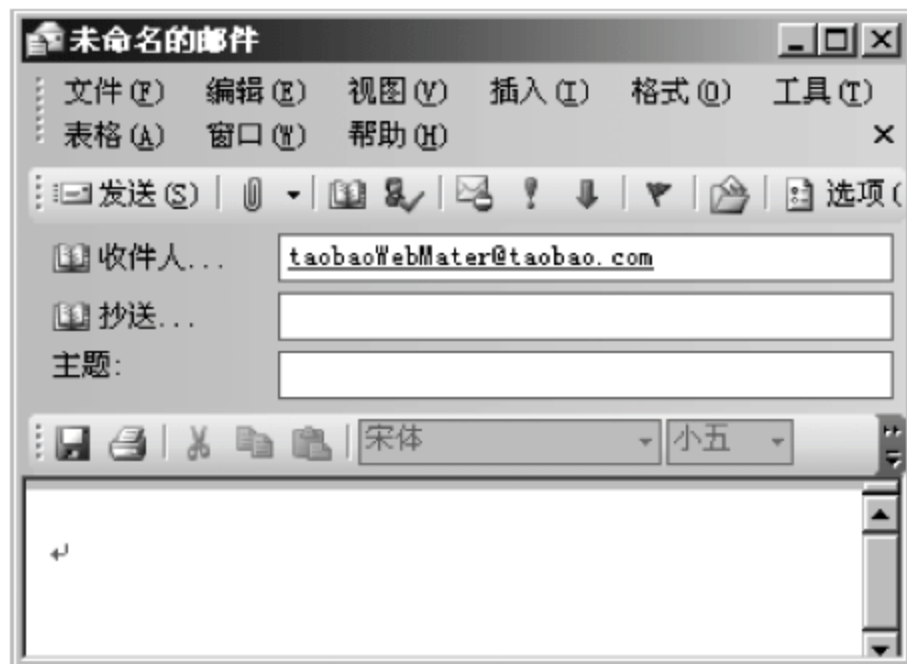 未命名的邮件
文件(F) 编辑(E) 视图(V) 插入(I) 格式(O) 工具(T)
表格(A) 窗口(W) 帮助(H)
发送(S) 选项(
收件人... taobaoWebMater@taobao.com
抄送...
主题:
宋体 小五